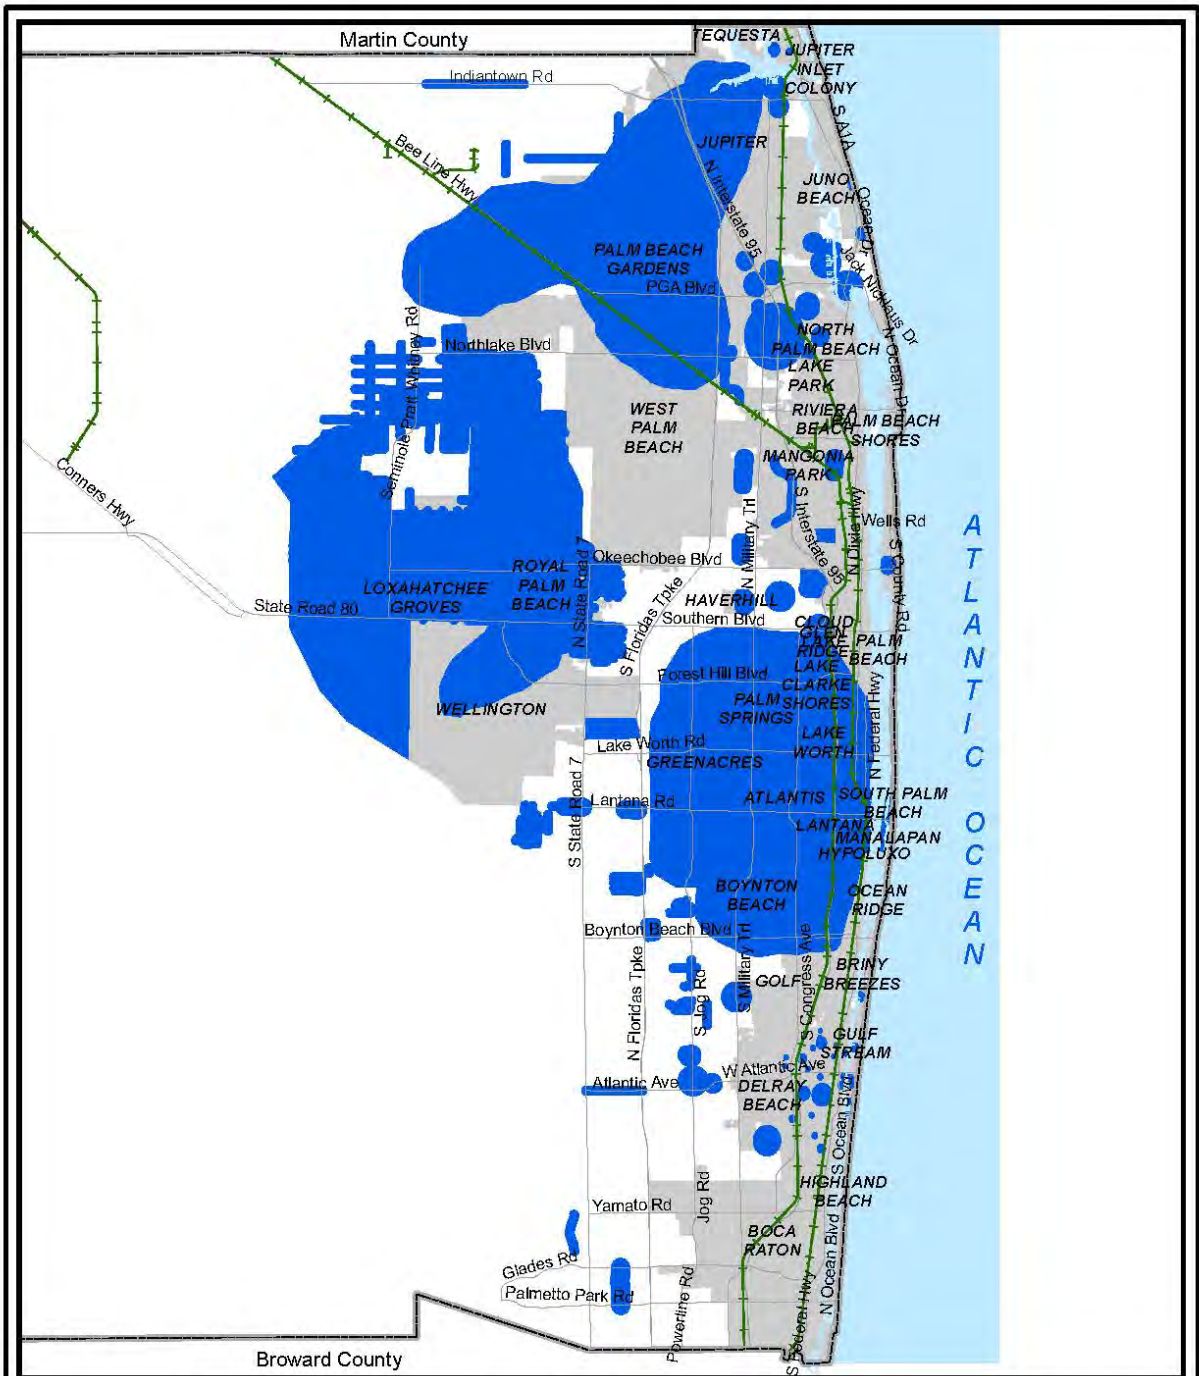 Martin County
TEQUESTA
JUPITER
INLET
COLONY
Indiantown Rd
S A1A
JUPITER
Bee Line Hwy
N Interstate 95
JUNO
BEACH
Ocean Dr
PALM BEACH
GARDENS
PGA Blvd
Jack Nicklaus Dr
N Ocean Dr
Seminole Pratt Whitney Rd
Northlake Blvd
NORTH
PALM BEACH
LAKE
PARK
WEST
PALM
BEACH
RIVIERA
BEACH
PALM BEACH
SHORES
MANGONIA
PARK
Conners Hwy
N Military Trl
S Interstate 95
N Dixie Hwy
Wells Rd
S County Rd
Okeechobee Blvd
N State Road 7
ROYAL
PALM
BEACH
LOXAHATCHEE
GROVES
State Road 80
S Floridas Tpke
HAVERHILL
Southern Blvd
CLOUD
LAKE
GLEN
RIDGE
PALM
BEACH
Forest Hill Blvd
LAKE
CLARKE
SHORES
PALM
SPRINGS
WELLINGTON
N Federal Hwy
LAKE
WORTH
Lake Worth Rd
GREENACRES
S State Road 7
Lantana Rd
ATLANTIS
SOUTH PALM
BEACH
LANTANA
MANALAPAN
HYPOLUXO
BOYNTON
BEACH
OCEAN
RIDGE
Boynton Beach Blvd
N Floridas Tpke
S Jog Rd
S Military Trl
S Congress Ave
GOLF
BRINY
BREEZES
GULF
STREAM
W Atlantic Ave
Atlantic Ave
DELRAY
BEACH
S Ocean Blvd
HIGHLAND
BEACH
Yamato Rd
Jog Rd
BOCA
RATON
N Ocean Blvd
Glades Rd
Palmetto Park Rd
Powerline Rd
S Federal Hwy
Broward County
ATLANTIC OCEAN